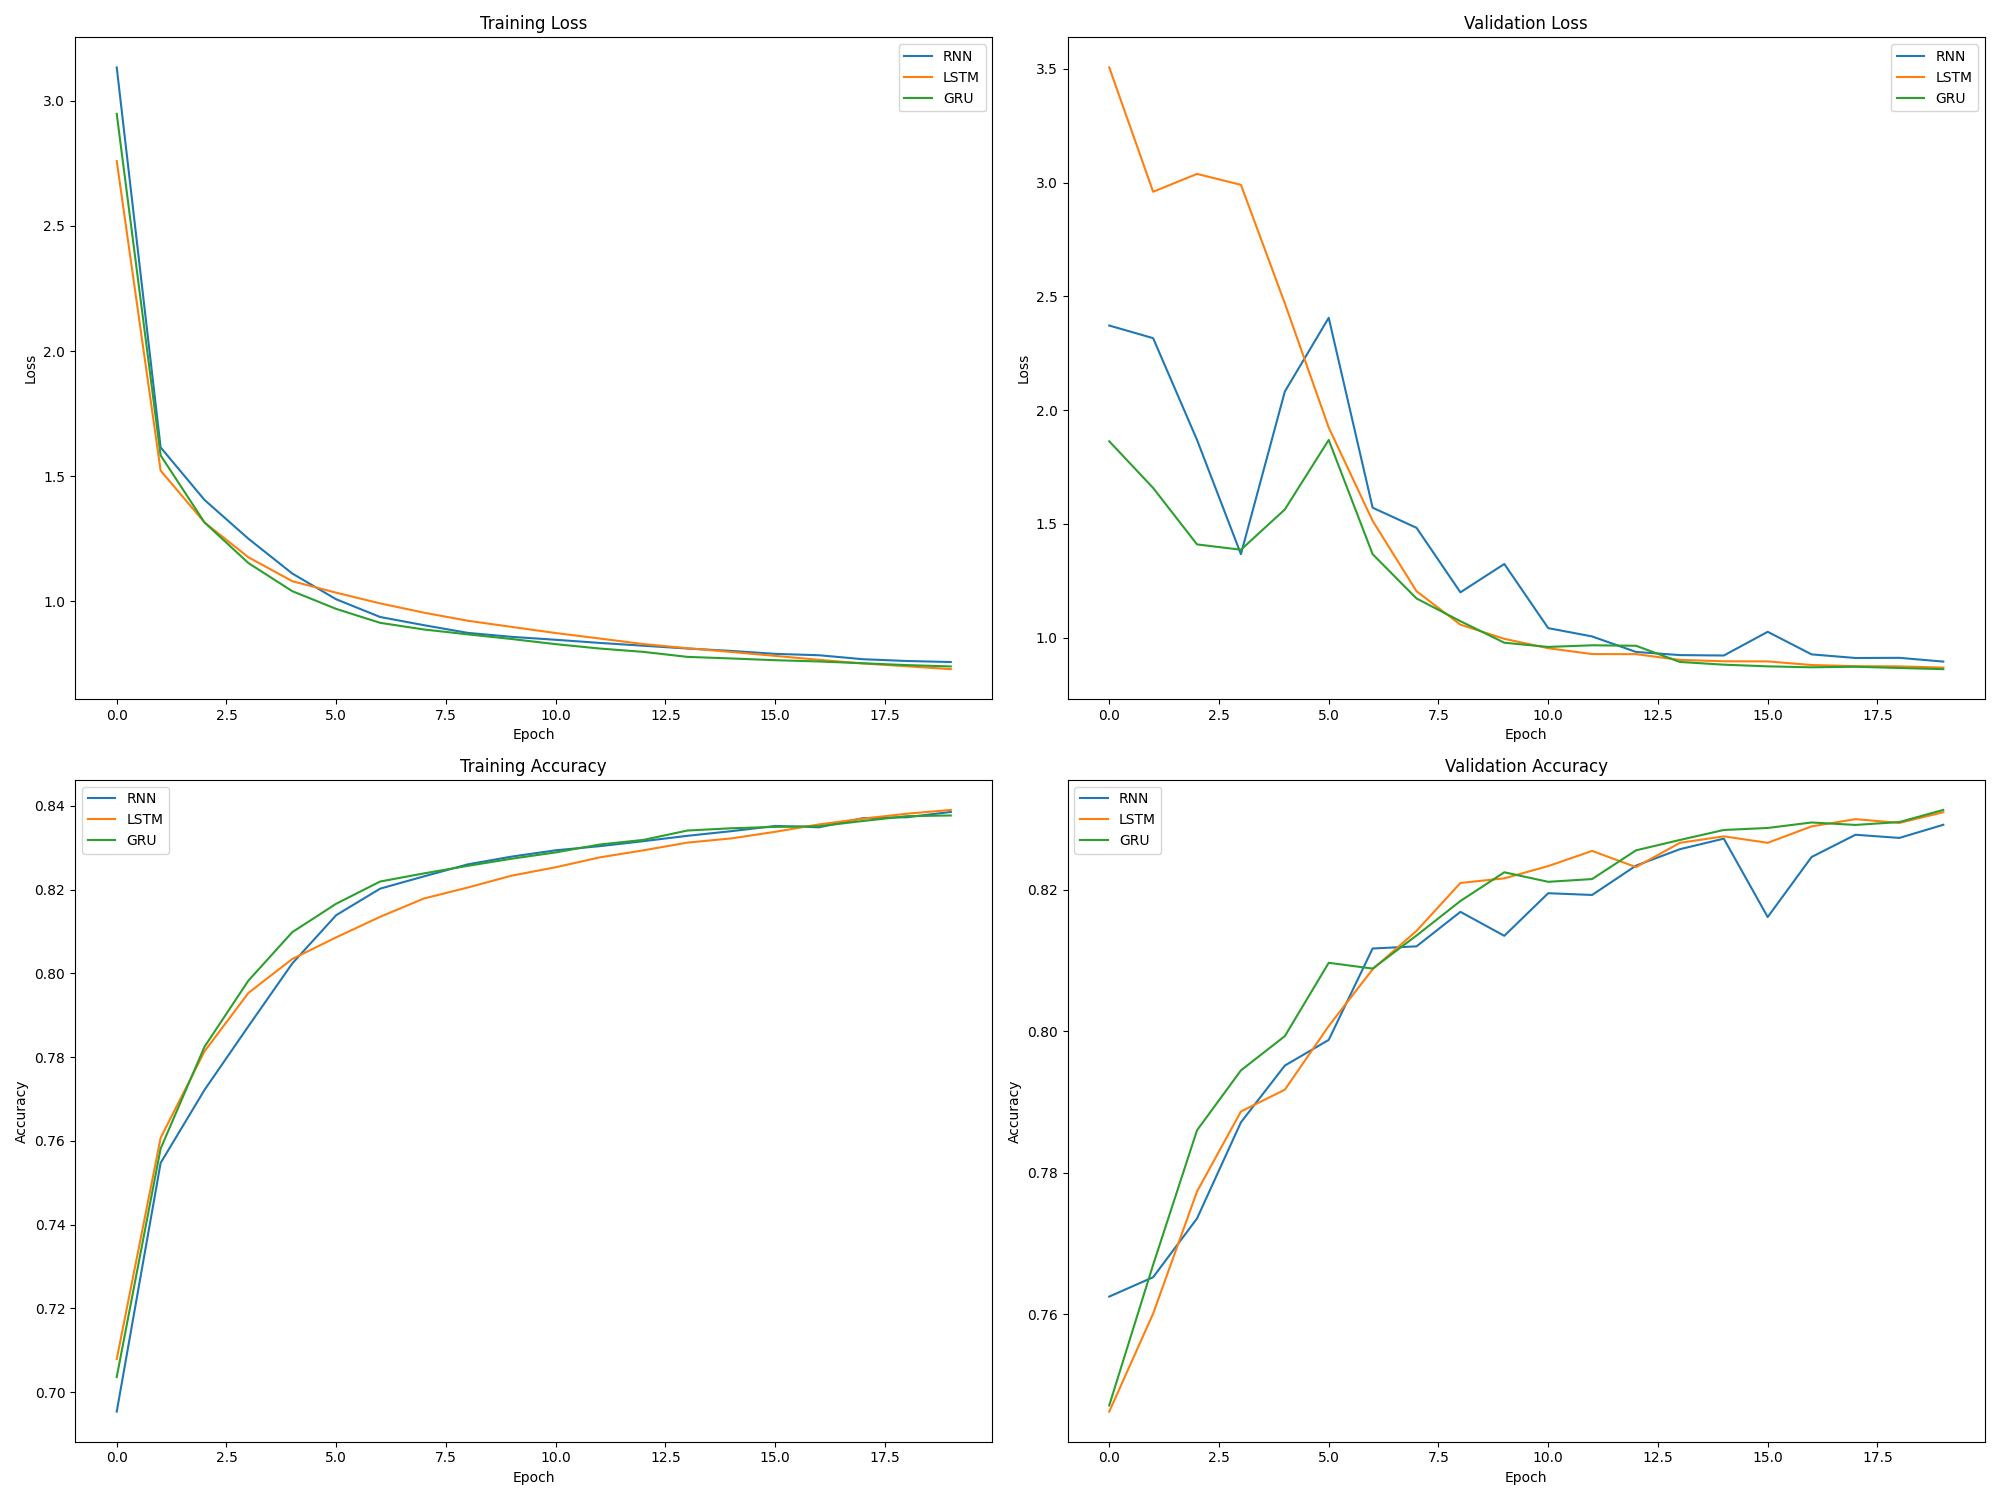 Training Loss
RNN
LSTM
GRU
3.0
2.5
2.0
1.5
1.0
Loss
0.0 2.5 5.0 7.5 10.0 12.5 15.0 17.5
Epoch
Validation Loss
RNN
LSTM
GRU
3.5
3.0
2.5
2.0
1.5
1.0
Loss
0.0 2.5 5.0 7.5 10.0 12.5 15.0 17.5
Epoch
Training Accuracy
RNN
LSTM
GRU
0.84
0.82
0.80
0.78
0.76
0.74
0.72
0.70
Accuracy
0.0 2.5 5.0 7.5 10.0 12.5 15.0 17.5
Epoch
Validation Accuracy
RNN
LSTM
GRU
0.82
0.80
0.78
0.76
Accuracy
0.0 2.5 5.0 7.5 10.0 12.5 15.0 17.5
Epoch